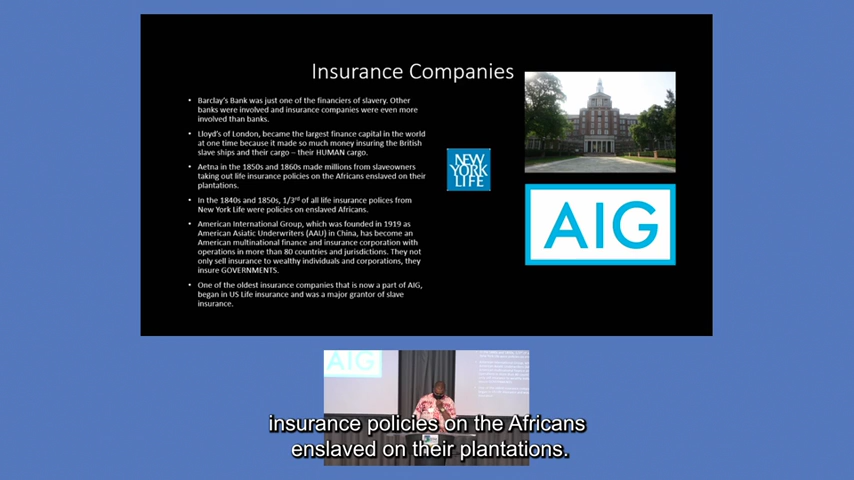 Insurance Companies
• Barclay's Bank was just one of the financiers of slavery. Other
banks were involved and insurance companies were even more
involved than banks.
• Lloyd's of London, became the largest finance capital in the world
at one time because it made so much money insuring the British
slave ships and their cargo – their HUMAN cargo.
• Aetna in the 1850s and 1860s made millions from slaveowners
taking out life insurance policies on the Africans enslaved on their
plantations.
• In the 1840s and 1850s, 1/3rd of all life insurance polices from
New York Life were policies on enslaved Africans.
• American International Group, which was founded in 1919 as
American Asiatic Underwriters (AAU) in China, has become an
American multinational finance and insurance corporation with
operations in more than 80 countries and jurisdictions. They not
only sell insurance to wealthy individuals and corporations, they
insure GOVERNMENTS.
• One of the oldest insurance companies that is now a part of AIG,
began in US Life insurance and was a major grantor of slave
insurance.
NEW
YORK
LIFE
AIG
AIG
insurance policies on the Africans
enslaved on their plantations.